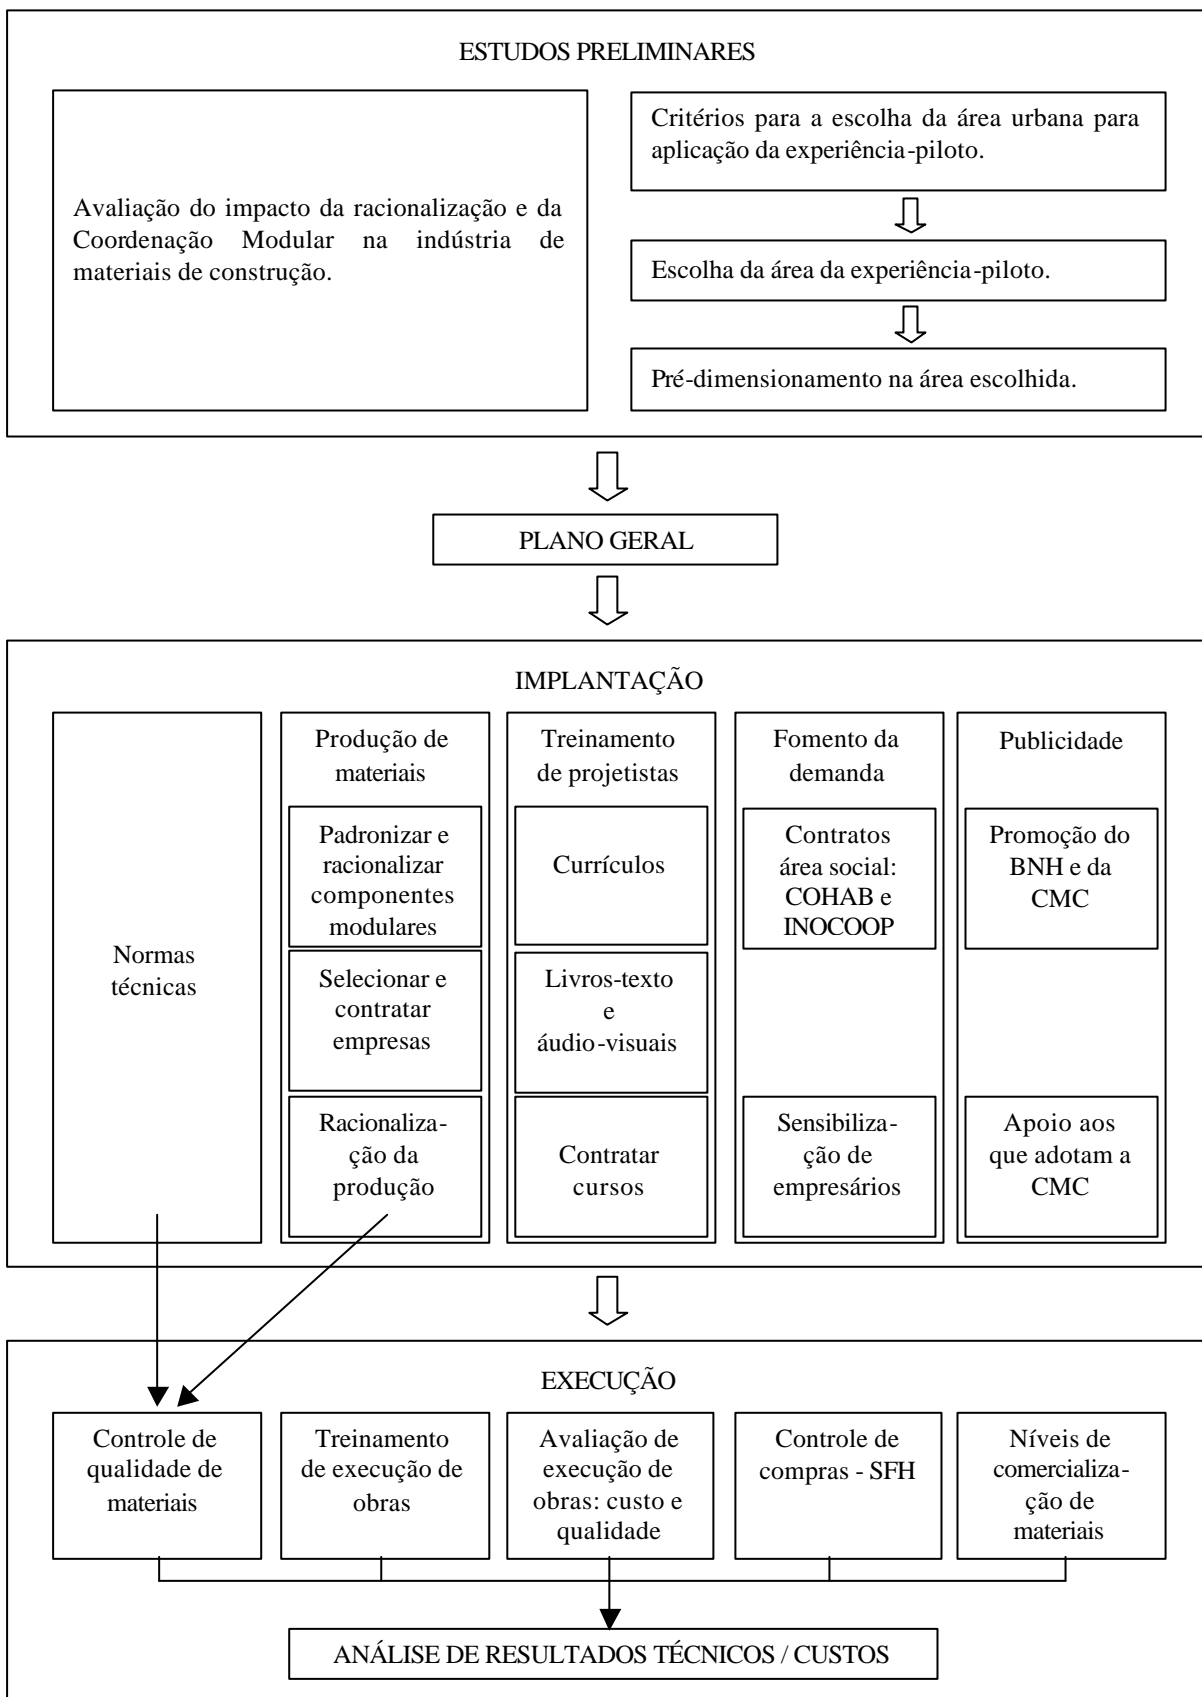 ESTUDOS PRELIMINARES
Avaliação do impacto da racionalização e da
Coordenação Modular na indústria de
materiais de construção.
Critérios para a escolha da área urbana para
aplicação da experiência-piloto.
Escolha da área da experiência-piloto.
Pré-dimensionamento na área escolhida.
PLANO GERAL
IMPLANTAÇÃO
Normas
técnicas
Produção de
materiais
Padronizar e
racionalizar
componentes
modulares
Selecionar e
contratar
empresas
Racionaliza-
ção da
produção
Treinamento
de projetistas
Currículos
Livros-texto
e
áudio-visuais
Contratar
cursos
Fomento da
demanda
Contratos
área social:
COHAB e
INOCOOP
Sensibiliza-
ção de
empresários
Publicidade
Promoção do
BNH e da
CMC
Apoio aos
que adotam a
CMC
EXECUÇÃO
Controle de
qualidade de
materiais
Treinamento
de execução de
obras
Avaliação de
execução de
obras: custo e
qualidade
Controle de
compras - SFH
Níveis de
comercializa-
ção de
materiais
ANÁLISE DE RESULTADOS TÉCNICOS / CUSTOS